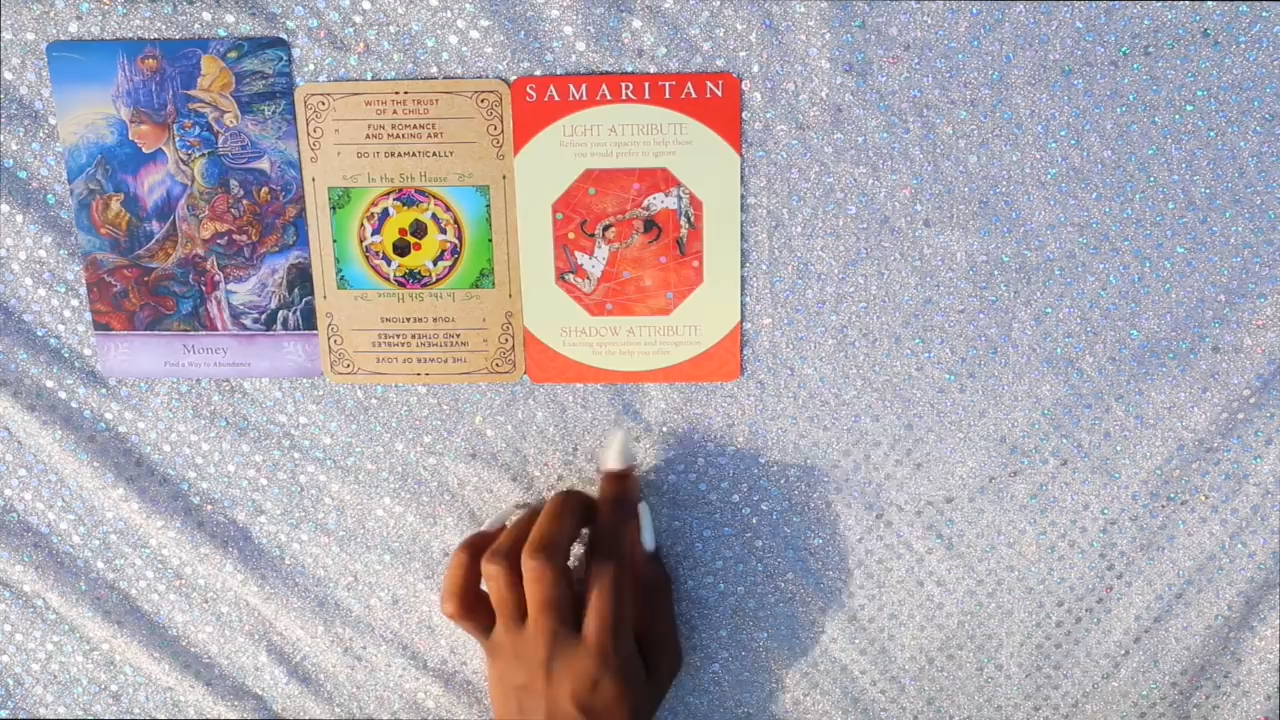 Money
Find a Way to Abundance
WITH THE TRUST
OF A CHILD
FUN, ROMANCE,
AND MAKING ART
DO IT DRAMATICALLY
In the 5th House
In the 5th House
YOUR CREATIONS
INVESTMENT GAMBLES
AND OTHER GAMES
THE POWER OF LOVE
SAMARITAN
LIGHT ATTRIBUTE
Refines your capacity to help those
you would prefer to ignore
SHADOW ATTRIBUTE
Exacting appreciation and recognition
for the help you offer